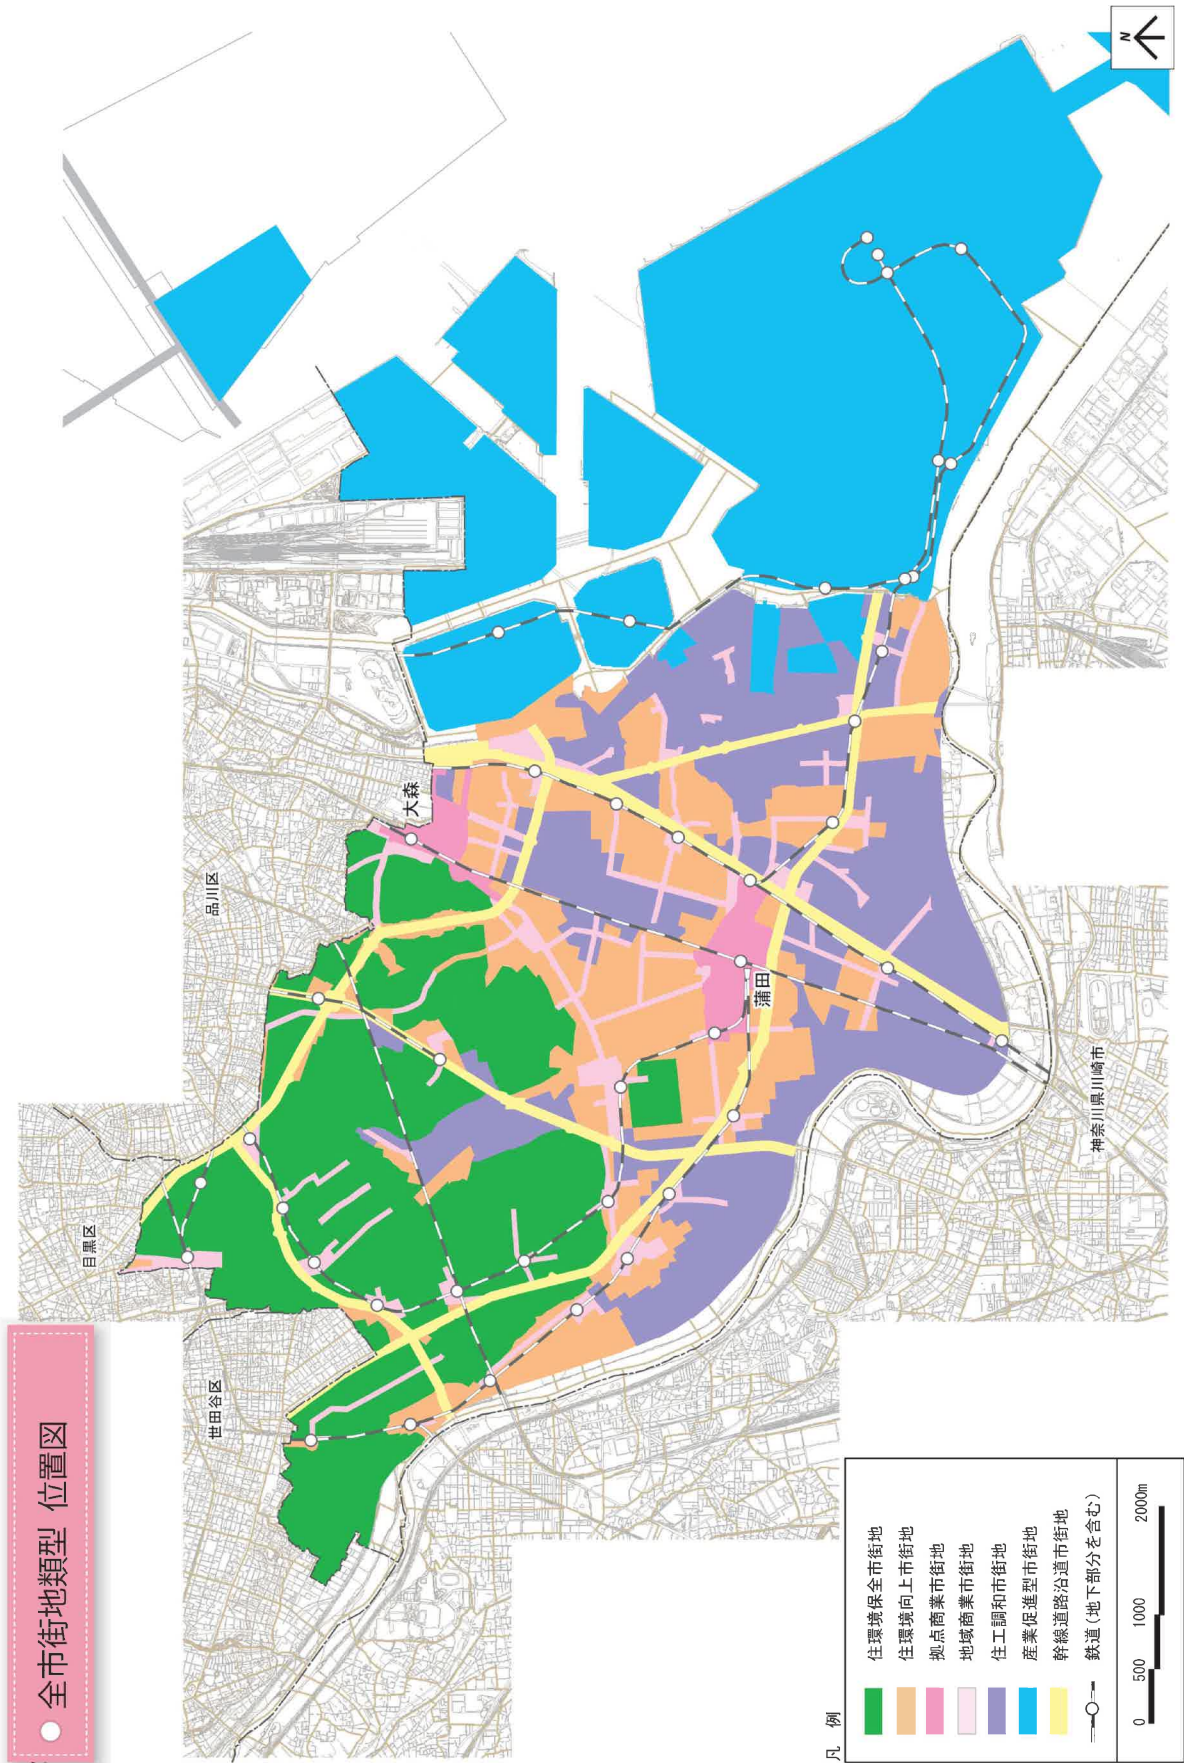 ● 全市街地類型 位置図
目黒区
世田谷区
品川区
大森
蒲田
神奈川県川崎市
N
凡 例
住環境保全市街地
住環境向上市街地
拠点商業市街地
地域商業市街地
住工調和市街地
産業促進型市街地
幹線道路沿道市街地
鉄道(地下部分を含む)
0 500 1000 2000m